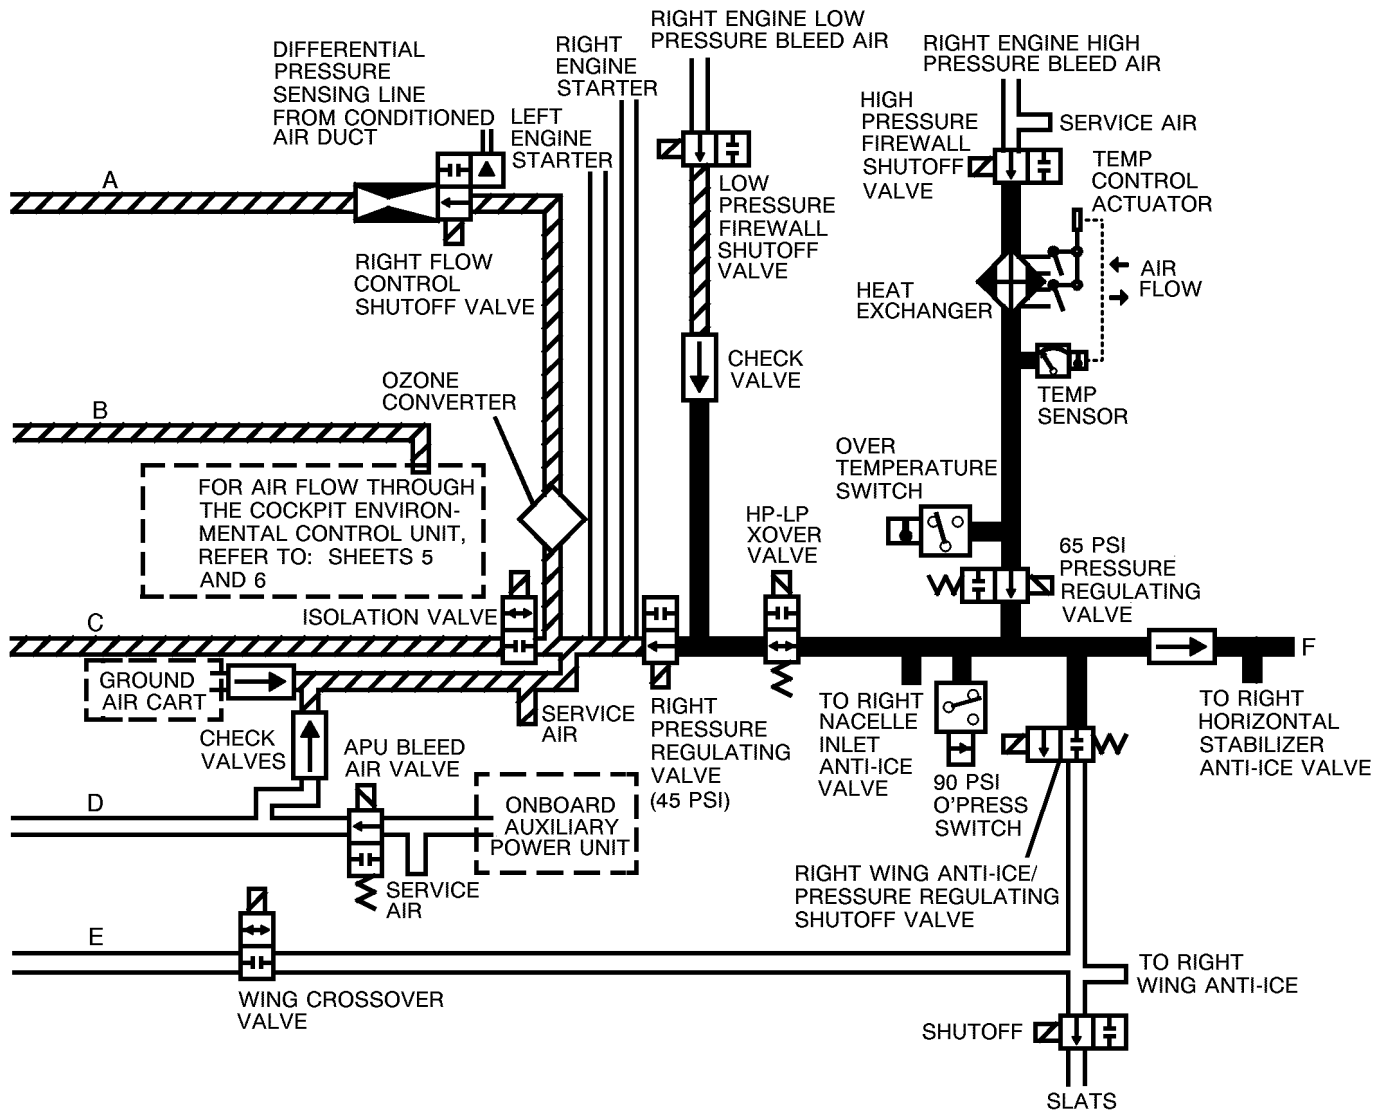 RIGHT ENGINE LOW
PRESSURE BLEED AIR
RIGHT
ENGINE
STARTER
RIGHT ENGINE HIGH
PRESSURE BLEED AIR
DIFFERENTIAL
PRESSURE
SENSING LINE
FROM CONDITIONED
AIR DUCT
LEFT
ENGINE
STARTER
HIGH
PRESSURE
FIREWALL
SHUTOFF
VALVE
SERVICE AIR
TEMP
CONTROL
ACTUATOR
A
LOW
PRESSURE
FIREWALL
SHUTOFF
VALVE
RIGHT FLOW
CONTROL
SHUTOFF VALVE
HEAT
EXCHANGER
AIR
FLOW
CHECK
VALVE
OZONE
CONVERTER
TEMP
SENSOR
B
OVER
TEMPERATURE
SWITCH
FOR AIR FLOW THROUGH
THE COCKPIT ENVIRON-
MENTAL CONTROL UNIT,
REFER TO: SHEETS 5
AND 6
HP-LP
XOVER
VALVE
65 PSI
PRESSURE
REGULATING
VALVE
ISOLATION VALVE
C
F
GROUND
AIR CART
SERVICE
AIR
RIGHT
PRESSURE
REGULATING
VALVE
(45 PSI)
TO RIGHT
NACELLE
INLET
ANTI-ICE
VALVE
TO RIGHT
HORIZONTAL
STABILIZER
ANTI-ICE VALVE
CHECK
VALVES
APU BLEED
AIR VALVE
90 PSI
O'PRESS
SWITCH
D
ONBOARD
AUXILIARY
POWER UNIT
SERVICE
AIR
RIGHT WING ANTI-ICE/
PRESSURE REGULATING
SHUTOFF VALVE
E
TO RIGHT
WING ANTI-ICE
WING CROSSOVER
VALVE
SHUTOFF
SLATS